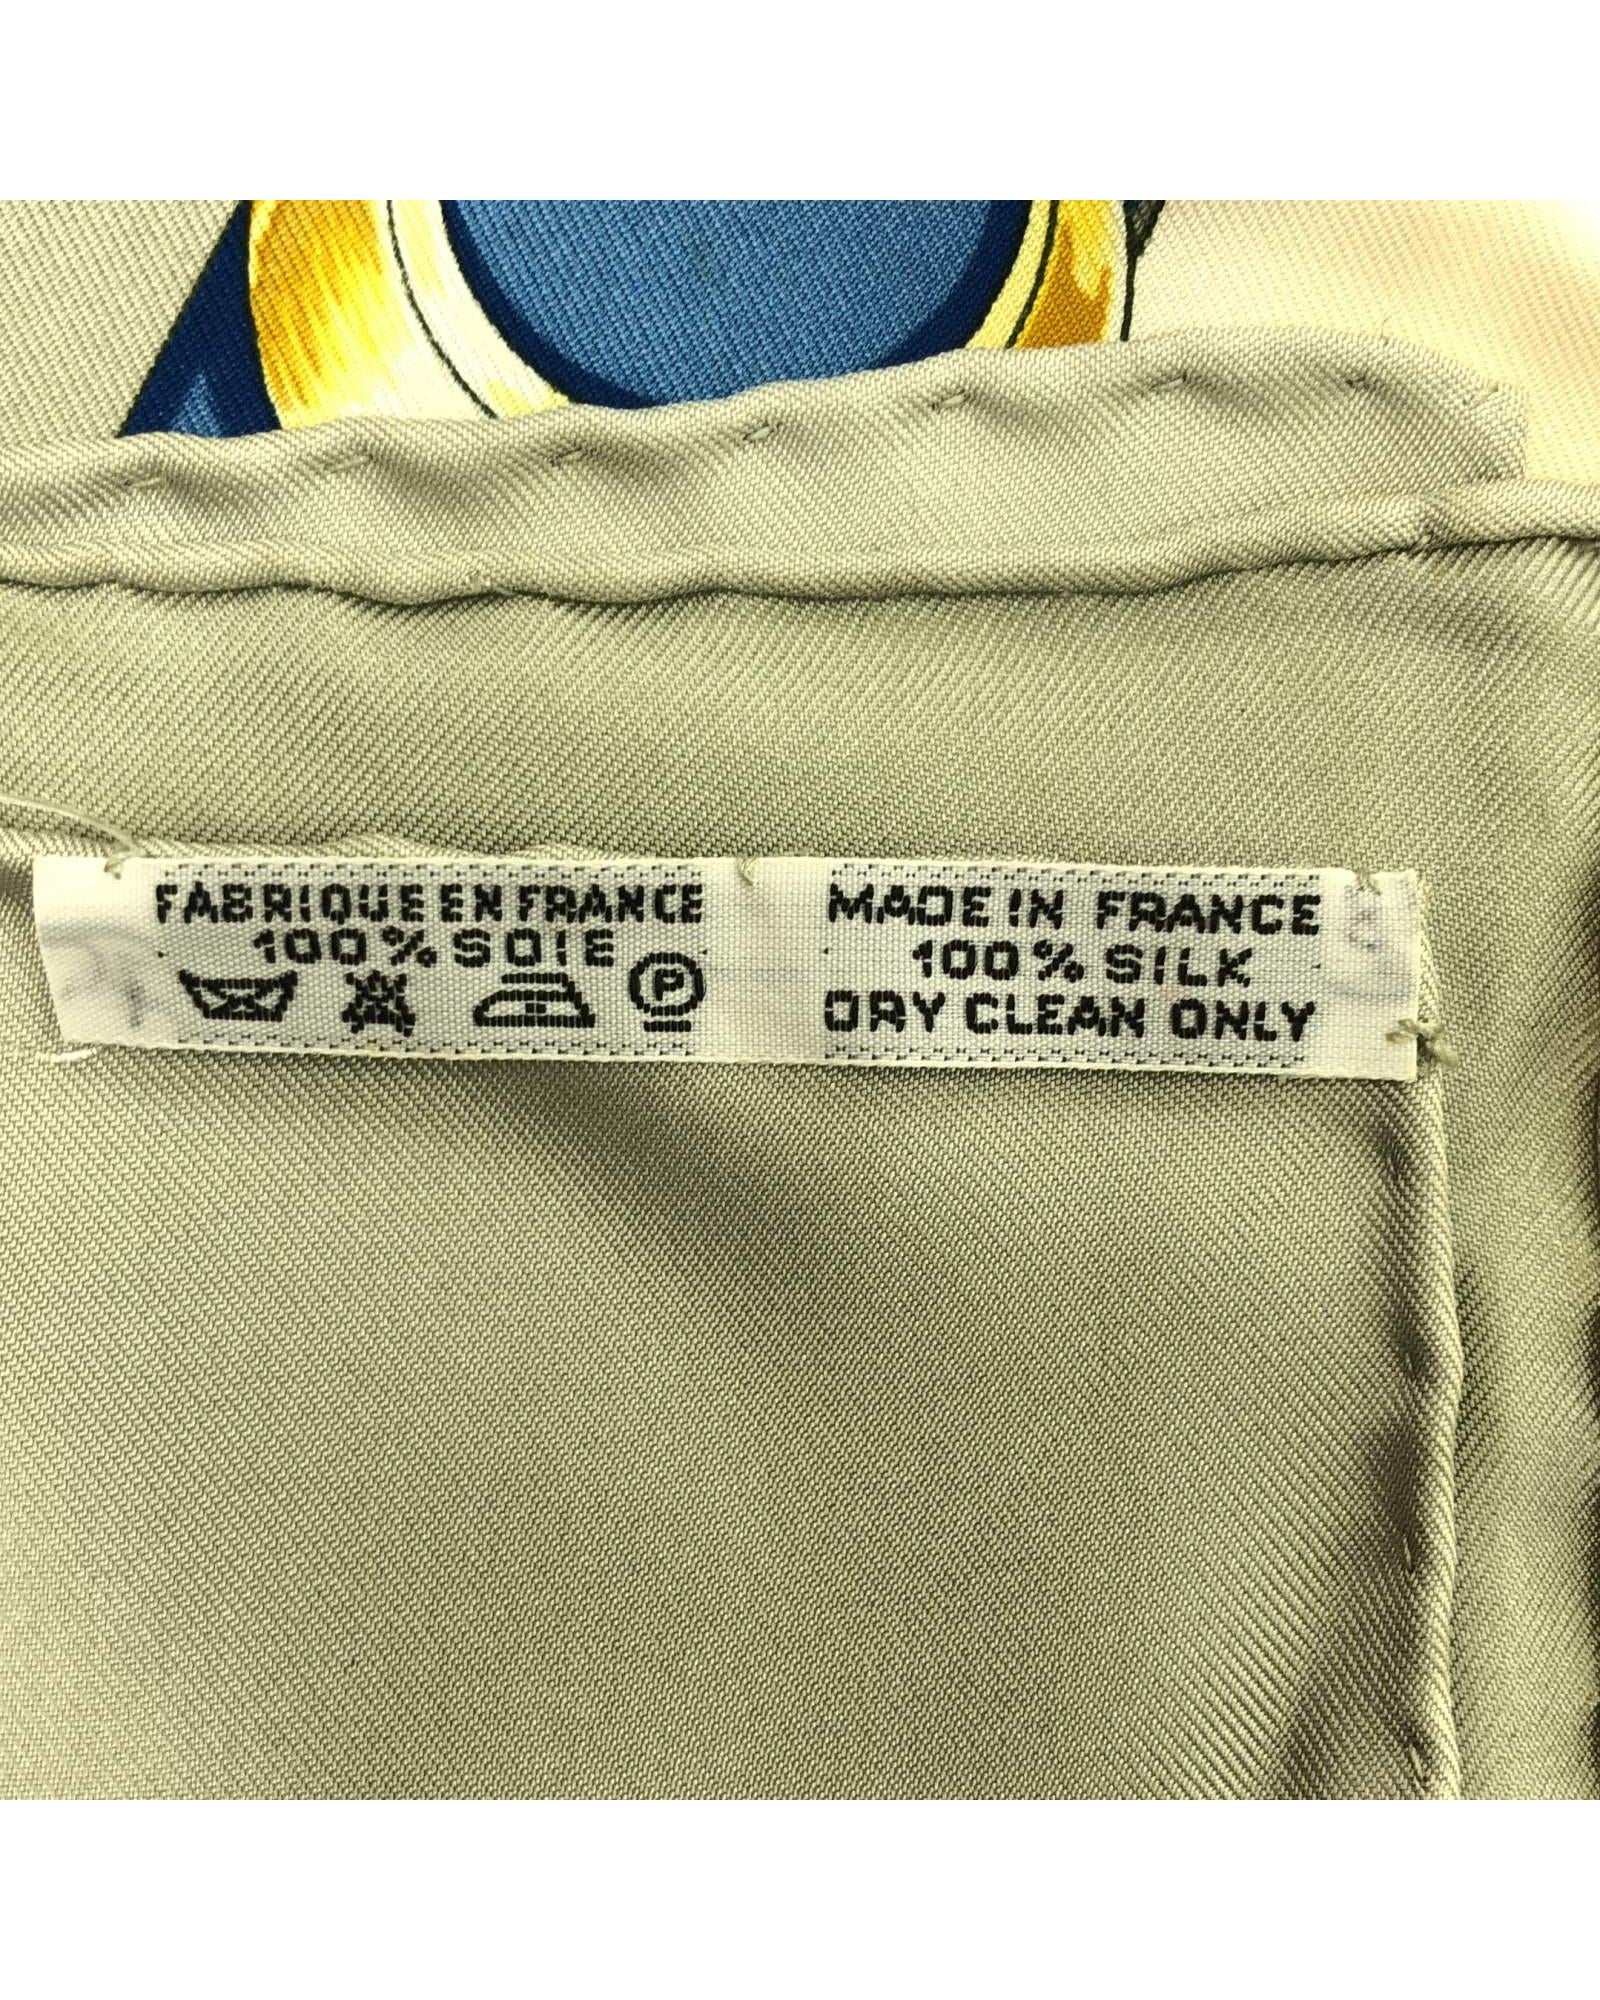 FABRIQUE EN FRANCE
100% SOIE
P
MADE IN FRANCE
100% SILK
DRY CLEAN ONLY